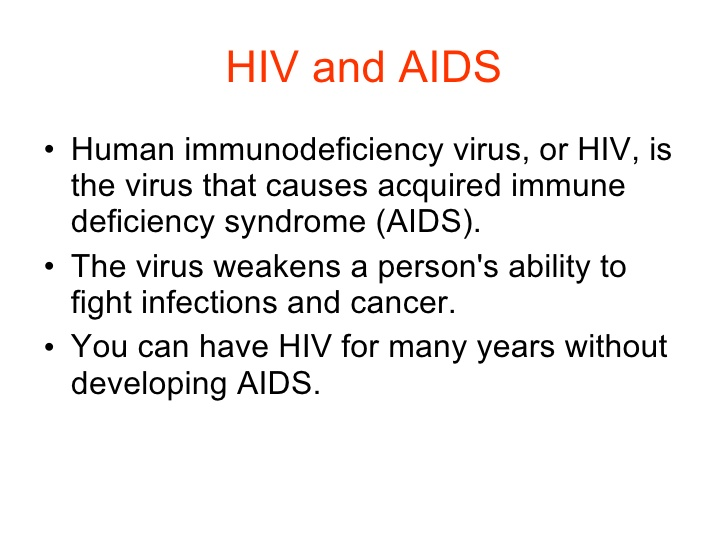 HIV and AIDS
• Human immunodeficiency virus, or HIV, is
the virus that causes acquired immune
deficiency syndrome (AIDS).
• The virus weakens a person's ability to
fight infections and cancer.
• You can have HIV for many years without
developing AIDS.